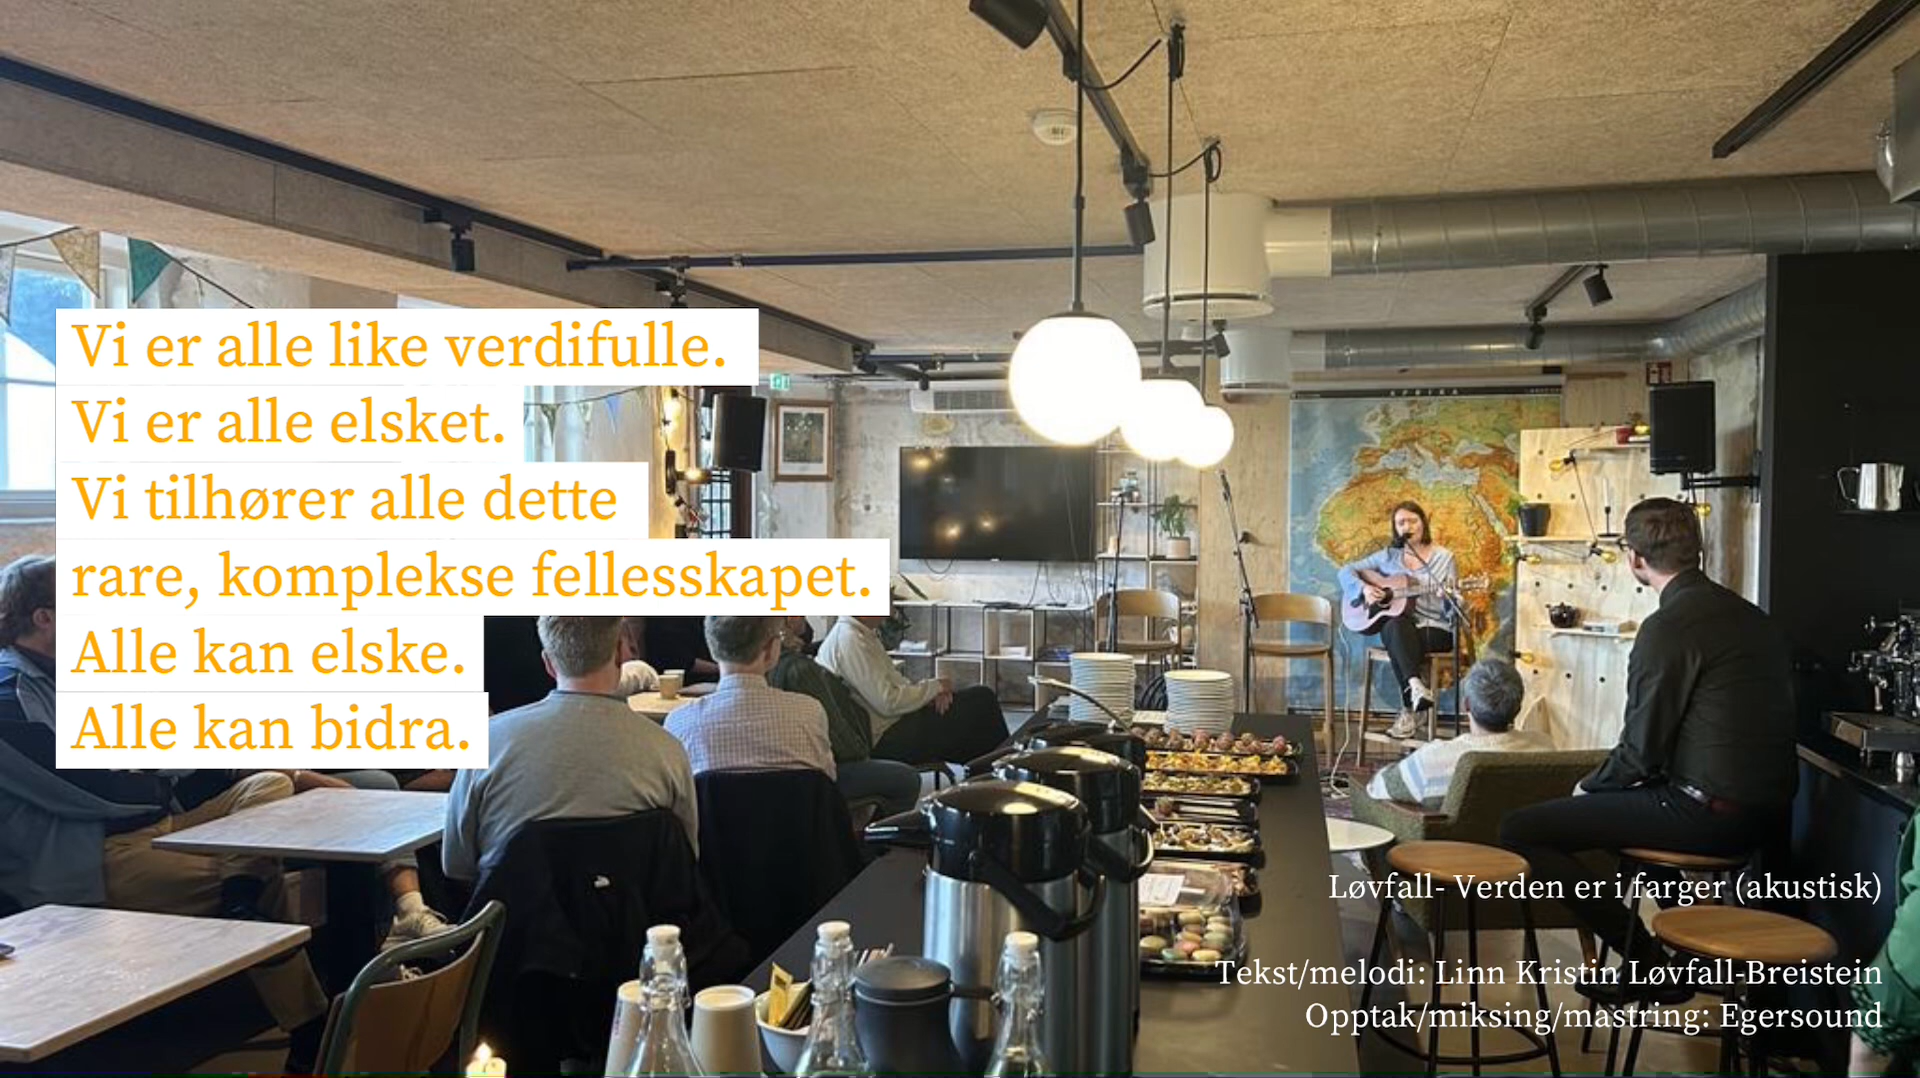 Vi er alle like verdifulle.
Vi er alle elsket.
Vi tilhører alle dette
rare, komplekse fellesskapet.
Alle kan elske.
Alle kan bidra.
AFRIKA
Løvfall- Verden er i farger (akustisk)
Tekst/melodi: Linn Kristin Løvfall-Breistein
Opptak/miksing/mastring: Egersound